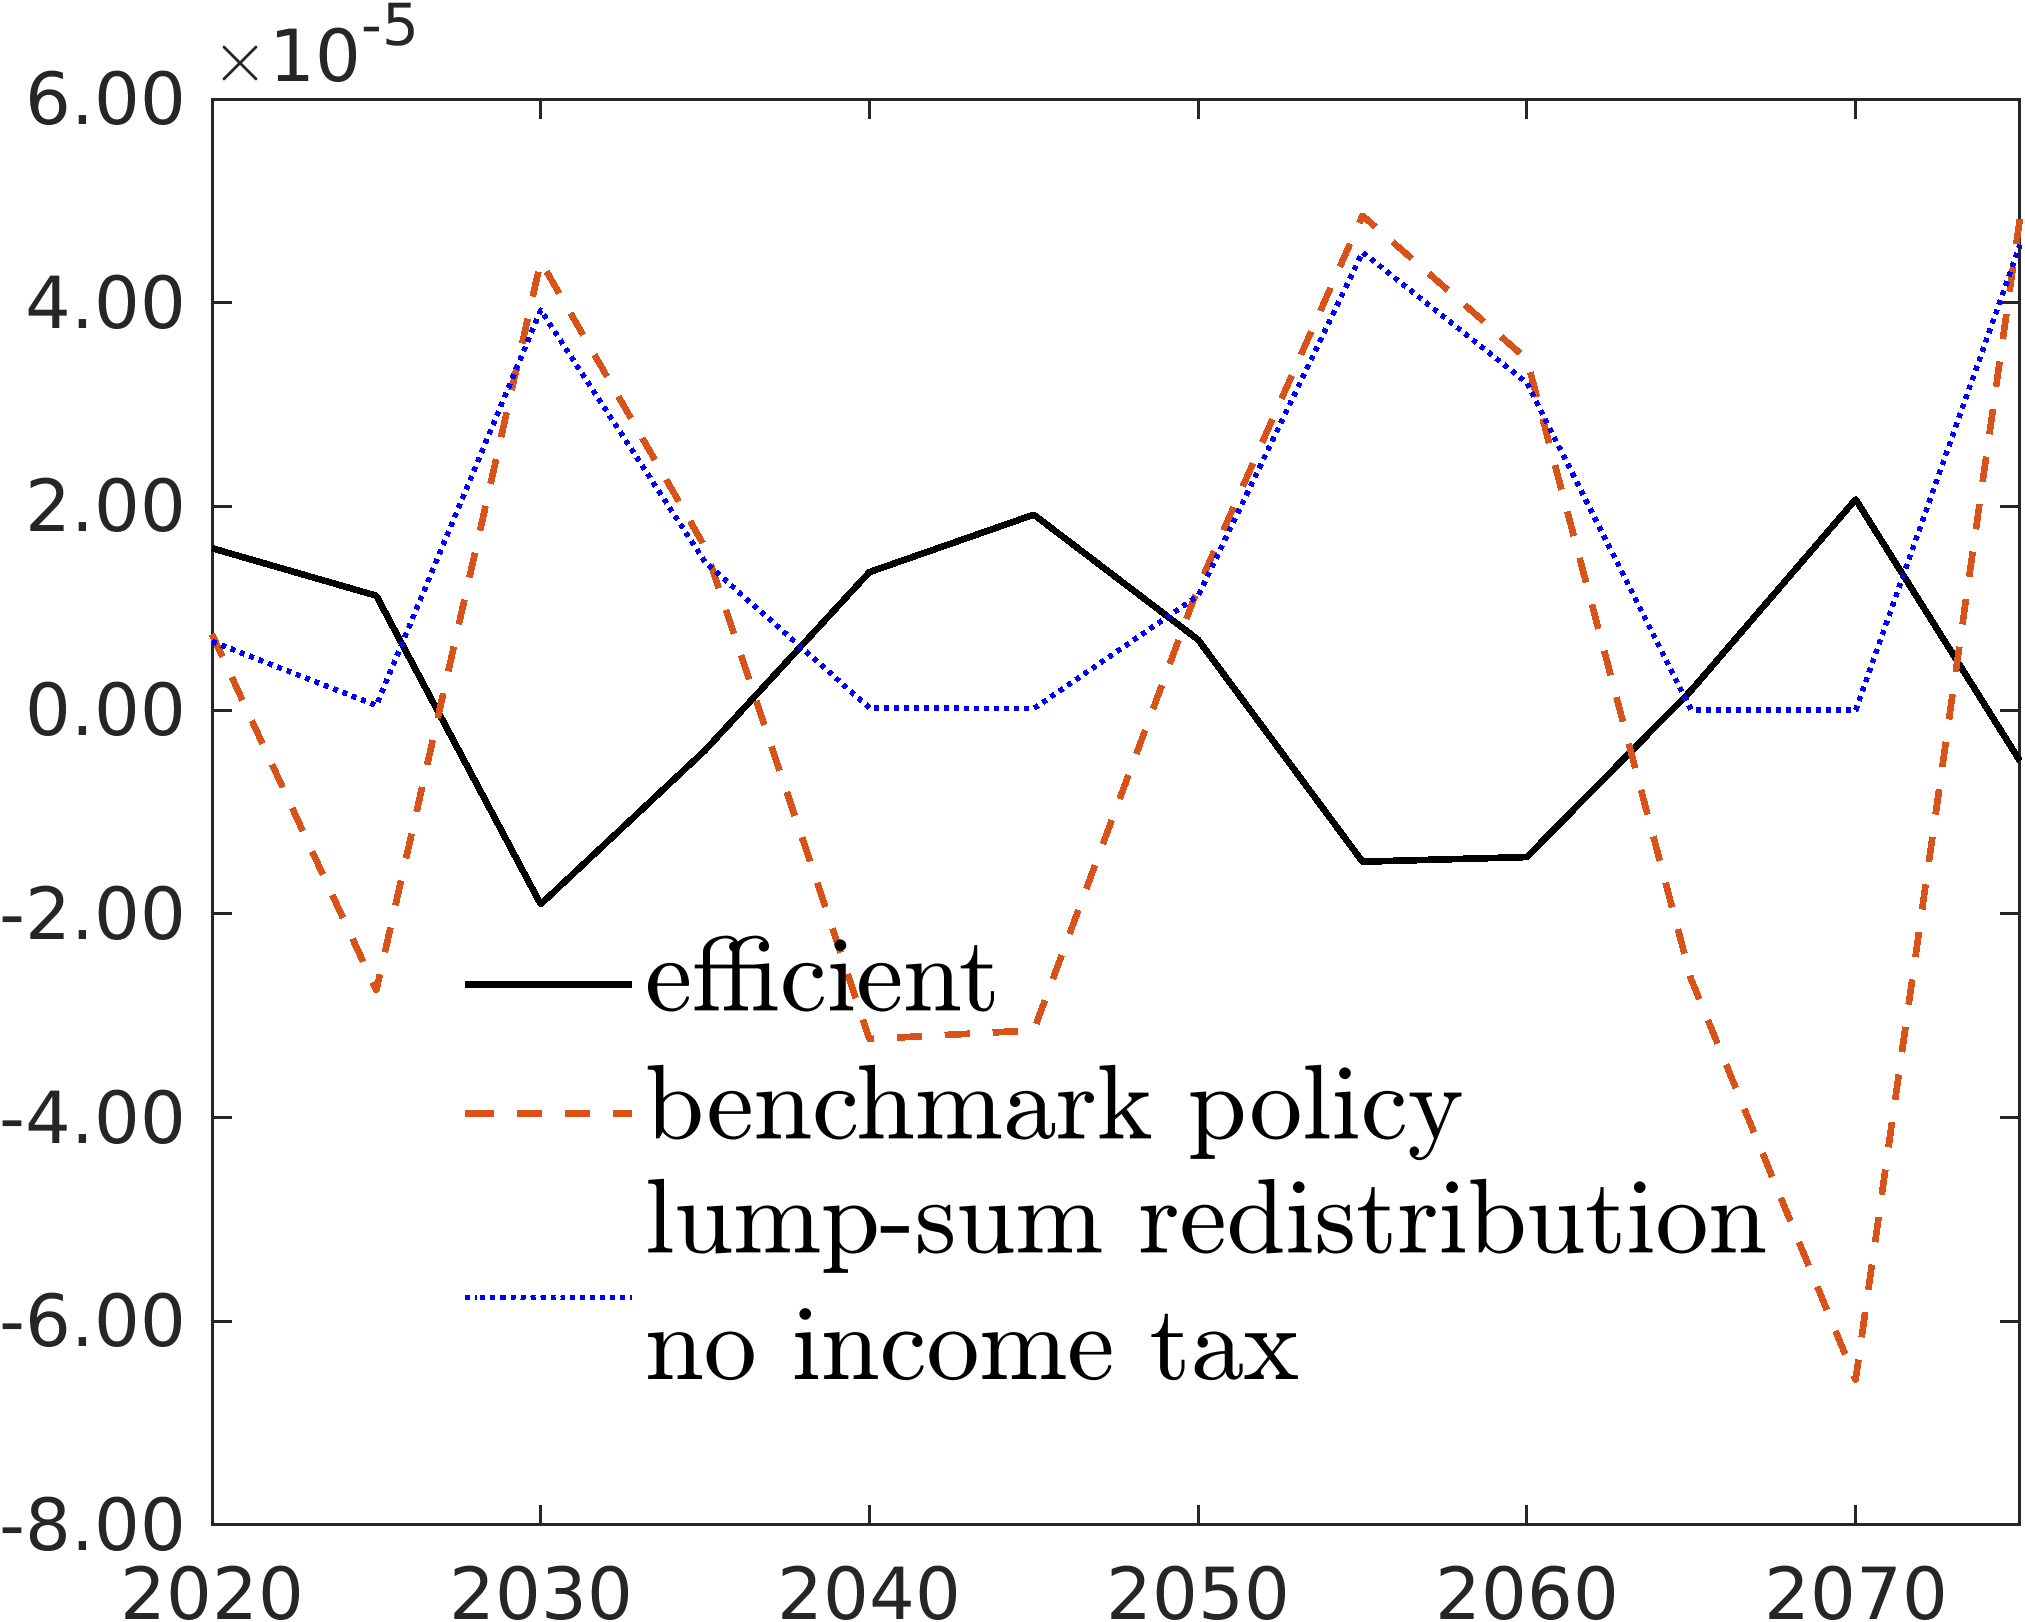 ×10-5
6.00
4.00
2.00
0.00
-2.00
-4.00
-6.00
-8.00
efficient
benchmark policy
lump-sum redistribution
no income tax
2020 2030 2040 2050 2060 2070